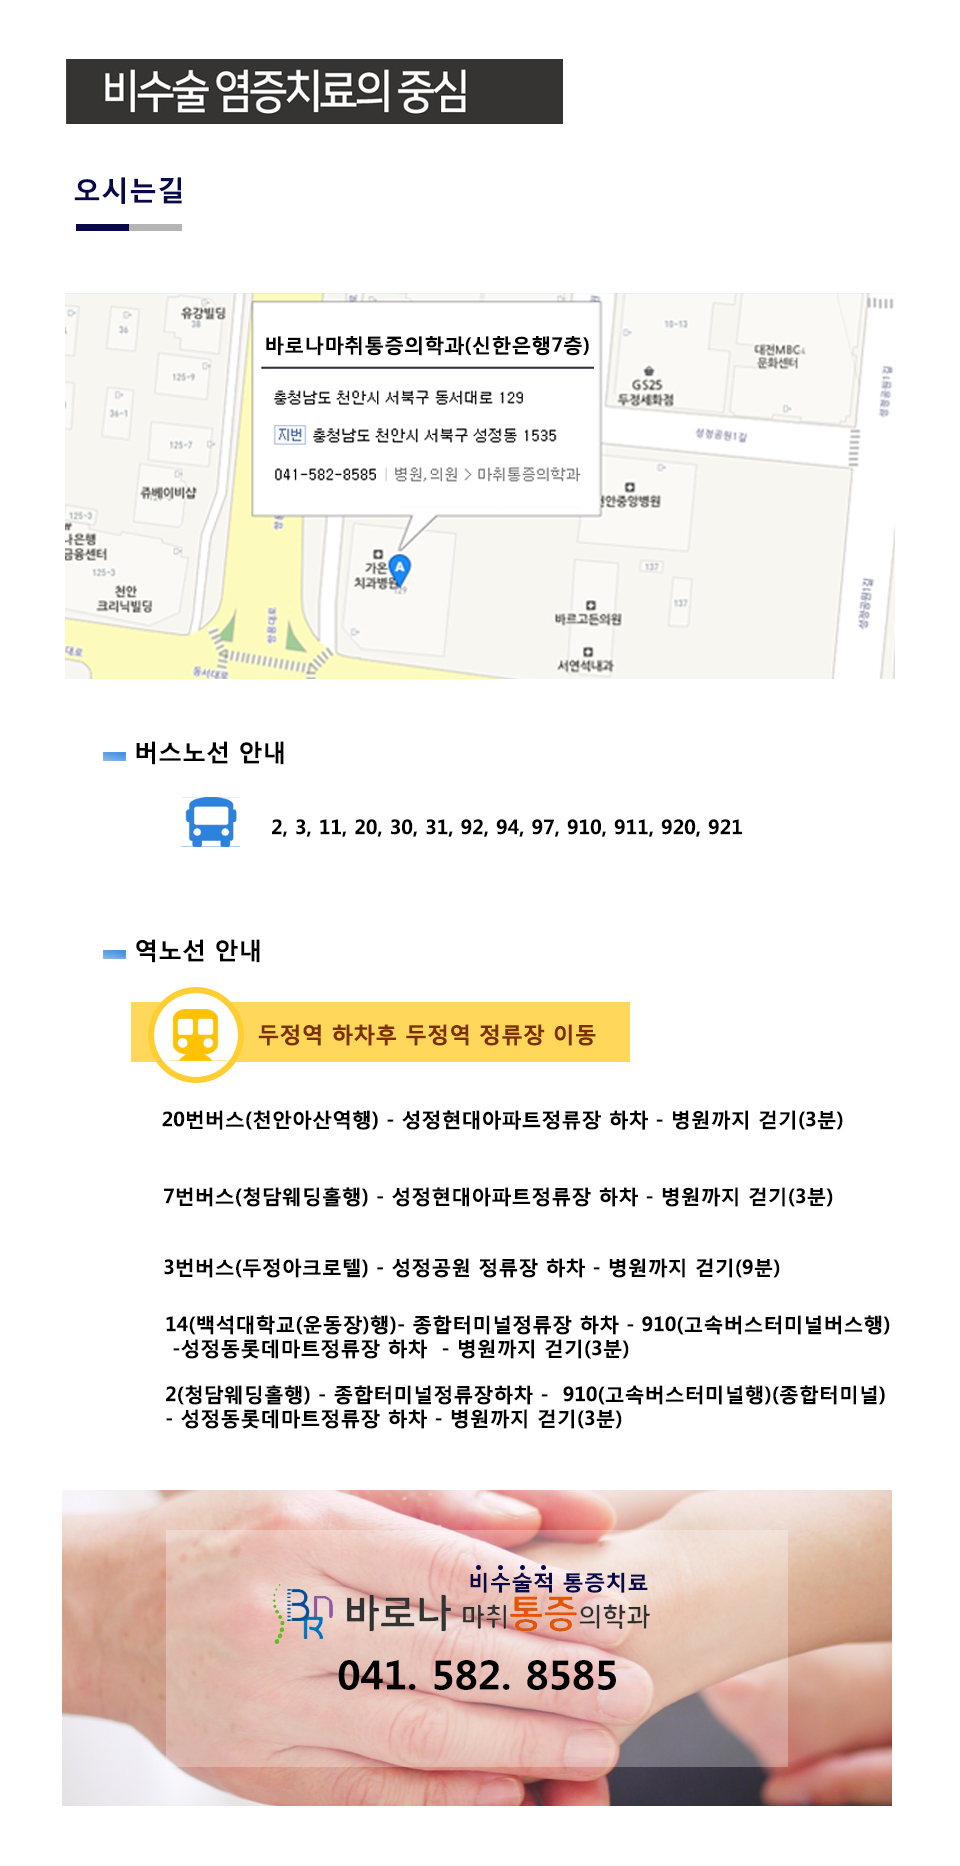 비수술 염증치료의 중심
오시는길
유강빌딩
38
36
125-9
36-1
125-7
쥬베이비샵
125-3
나은행
금융센터
125-3
천안
크리닉빌딩
바로나마취통증의학과(신한은행7층)
충청남도 천안시 서북구 동서대로 129
지번 충청남도 천안시 서북구 성정동 1535
041-582-8585 | 병원,의원 > 마취통증의학과
10-13
대전MBC
문화센터
GS25
두정세화점
성정공원1길
성정공원1길
천안중앙병원
A
가온
치과병원
129
137
137
바르고든의원
서연석내과
성정공원1길
쌍용대로
동서대로
대로
버스노선 안내
2, 3, 11, 20, 30, 31, 92, 94, 97, 910, 911, 920, 921
역노선 안내
두정역 하차후 두정역 정류장 이동
20번버스(천안아산역행) - 성정현대아파트정류장 하차 - 병원까지 걷기(3분)
7번버스(청담웨딩홀행) - 성정현대아파트정류장 하차 - 병원까지 걷기(3분)
3번버스(두정아크로텔) - 성정공원 정류장 하차 - 병원까지 걷기(9분)
14(백석대학교(운동장)행)- 종합터미널정류장 하차 - 910(고속버스터미널버스행)
-성정동롯데마트정류장 하차 - 병원까지 걷기(3분)
2(청담웨딩홀행) - 종합터미널정류장하차 - 910(고속버스터미널행)(종합터미널)
- 성정동롯데마트정류장 하차 - 병원까지 걷기(3분)
비수술적 통증치료
BnR 바로나 마취통증의학과
041. 582. 8585